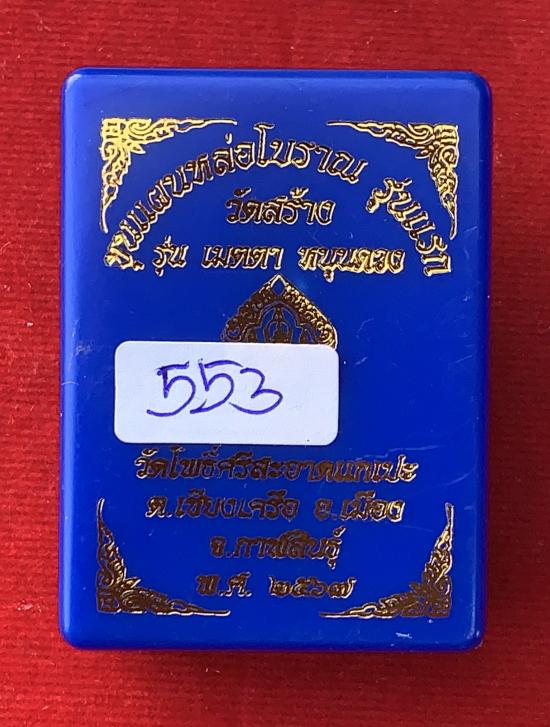 ขุนแผนหล่อโบราณ รุ่นแรก
วัดสร้าง
รุ่น เมตตา หนุนดวง
553
วัดโพธิ์ศรีสะอาดแกเปะ
ต.เชียงเครือ อ.เมือง
จ.กาฬสินธุ์
พ.ศ. ๒๕๖๗